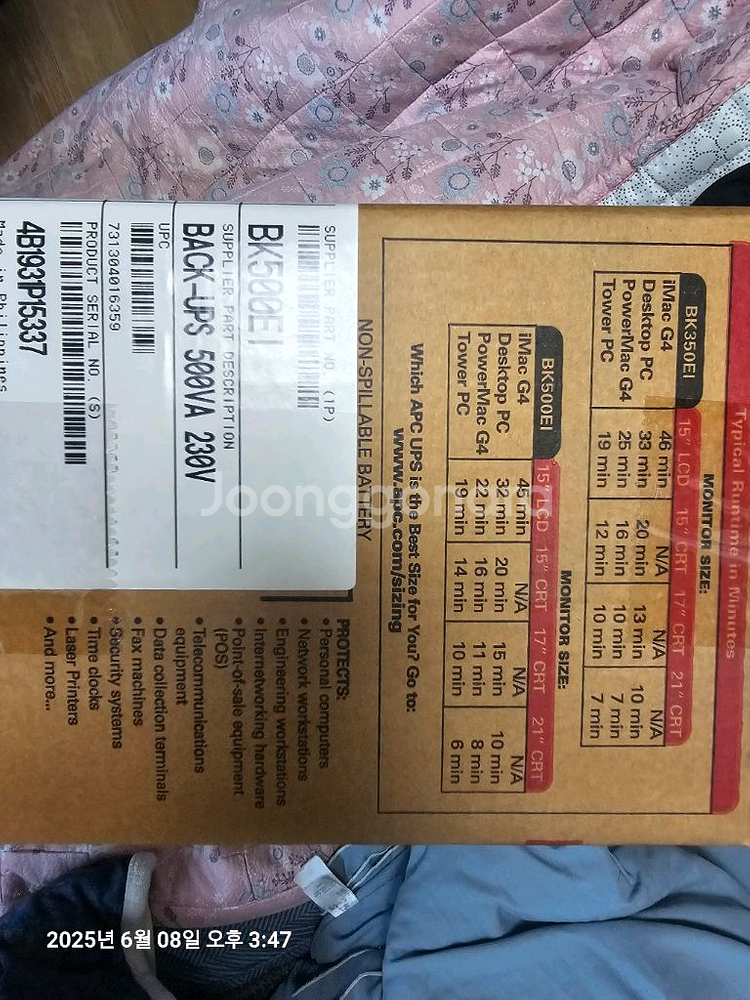 Typical Runtime in Minutes
MONITOR SIZE:
BK350EI 15" LCD 15" CRT 17" CRT 21" CRT
iMac G4 46 min N/A N/A N/A
Desktop PC 33 min 20 min 13 min 10 min
PowerMac G4 25 min 16 min 10 min 7 min
Tower PC 19 min 12 min 10 min 7 min
MONITOR SIZE:
BK500EI 15" LCD 15" CRT 17" CRT 21" CRT
iMac G4 45 min N/A N/A N/A
Desktop PC 32 min 20 min 15 min 10 min
PowerMac G4 22 min 16 min 11 min 8 min
Tower PC 19 min 14 min 10 min 6 min
Which APC UPS is the Best Size for You? Go to:
www.apc.com/sizing
NON-SPILLABLE BATTERY
SUPPLIER PART NO. (1P)
BK500EI
SUPPLIER PART DESCRIPTION
BACK-UPS 500VA 230V
UPC
731304016359
PRODUCT SERIAL NO. (S)
4B1931P15337
Made in Philippines
PROTECTS:
• Personal computers
• Network workstations
• Engineering workstations
• Internetworking hardware
• Point-of-sale equipment
(POS)
• Telecommunications
equipment
• Data collection terminals
• Fax machines
• Security systems
• Time clocks
• Laser Printers
• And more...
Joonggonara
2025년 6월 08일 오후 3:47